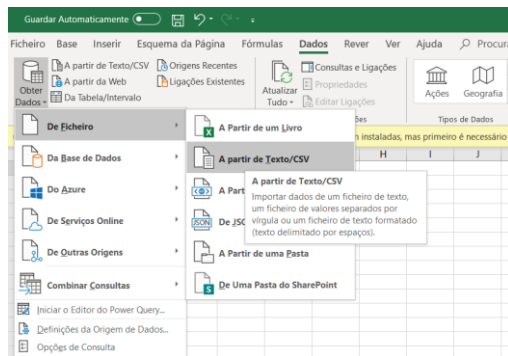 Guardar Automaticamente
Ficheiro Base Inserir Esquema da Página Fórmulas Dados Rever Ver Ajuda Procu
Obter
Dados
A partir de Texto/CSV
A partir da Web
Da Tabela/Intervalo
Origens Recentes
Ligações Existentes
Atualizar
Tudo
Consultas e Ligações
Propriedades
Editar Ligações
Ações
Geografia
ões
Tipos de Dados
n instaladas, mas primeiro é necessário
H I J
De Ficheiro
Da Base de Dados
Do Azure
De Serviços Online
De Outras Origens
Combinar Consultas
Iniciar o Editor do Power Query...
Definições da Origem de Dados...
Opções de Consulta
A Partir de um Livro
A partir de Texto/CSV
A Part
De JSO
A Partir de uma Pasta
De Uma Pasta do SharePoint
A partir de Texto/CSV
Importar dados de um ficheiro de texto,
um ficheiro de valores separados por
vírgula ou um ficheiro de texto formatado
(texto delimitado por espaços).